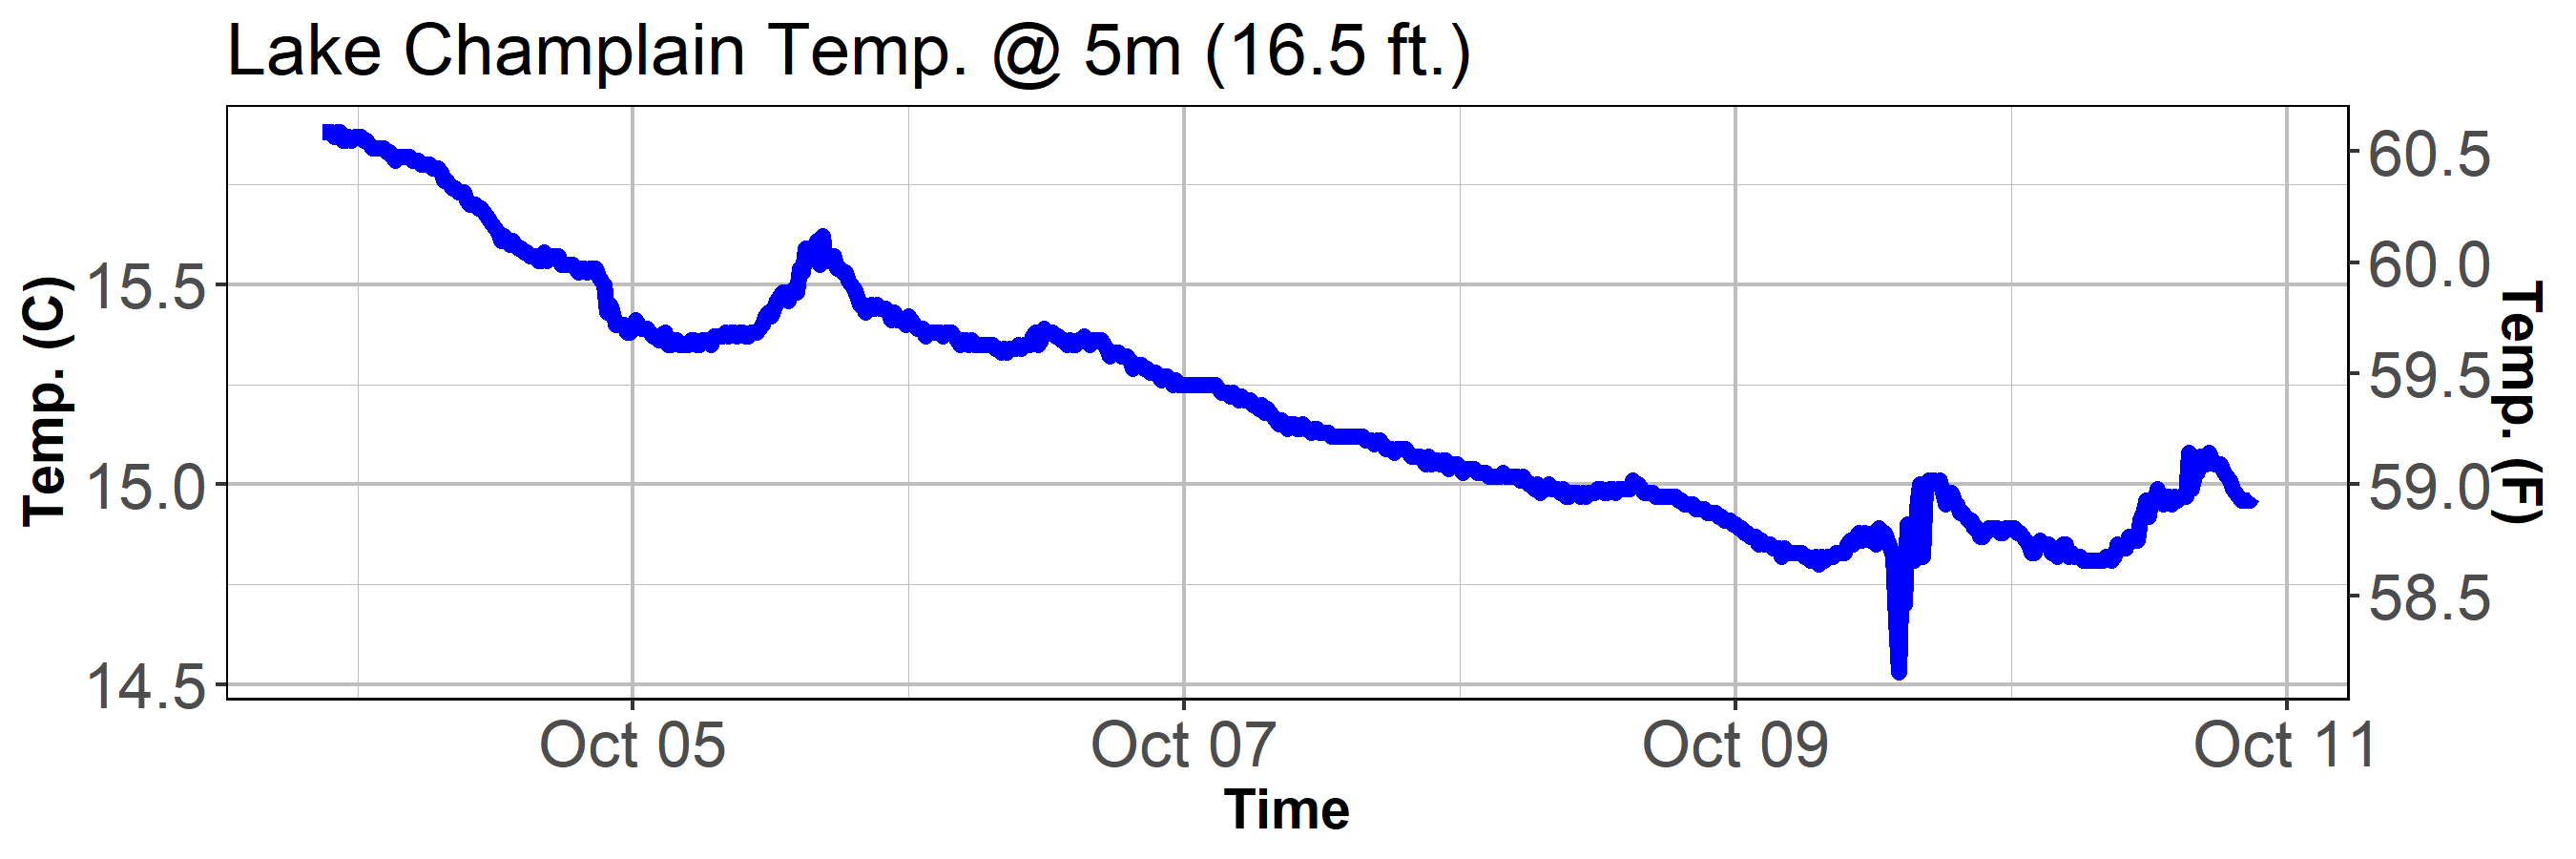 Lake Champlain Temp. @ 5m (16.5 ft.)
Temp. (C)
15.5
15.0
14.5
60.5
60.0
59.5
59.0
58.5
Temp. (F)
Oct 05 Oct 07 Oct 09 Oct 11
Time